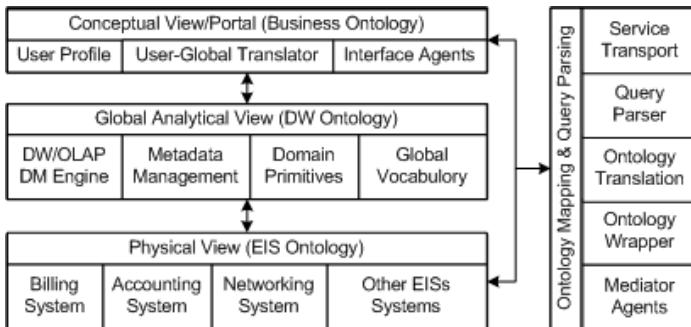 Conceptual View/Portal (Business Ontology)
User Profile
User-Global Translator
Interface Agents
Global Analytical View (DW Ontology)
DW/OLAP
DM Engine
Metadata
Management
Domain
Primitives
Global
Vocabulory
Physical View (EIS Ontology)
Billing
System
Accounting
System
Networking
System
Other EISs
Systems
Ontology Mapping & Query Parsing
Service
Transport
Query
Parser
Ontology
Translation
Ontology
Wrapper
Mediator
Agents